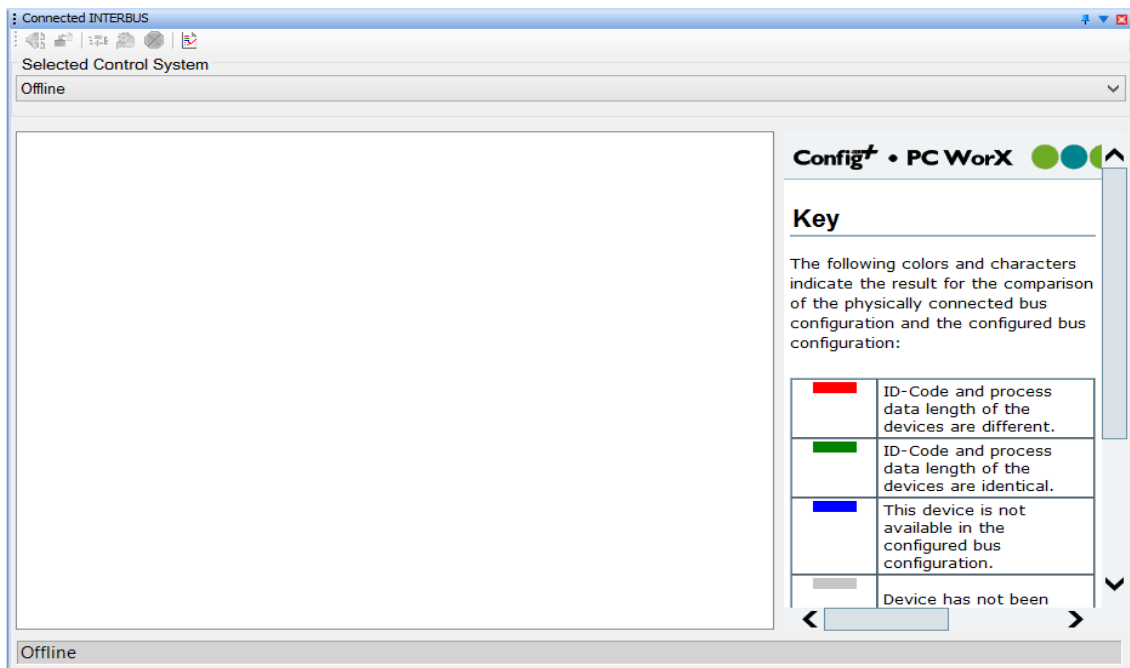 Connected INTERBUS
Selected Control System
Offline
Config+ • PC WorX
Key
The following colors and characters
indicate the result for the comparison
of the physically connected bus
configuration and the configured bus
configuration:
ID-Code and process
data length of the
devices are different.
ID-Code and process
data length of the
devices are identical.
This device is not
available in the
configured bus
configuration.
Device has not been
Offline